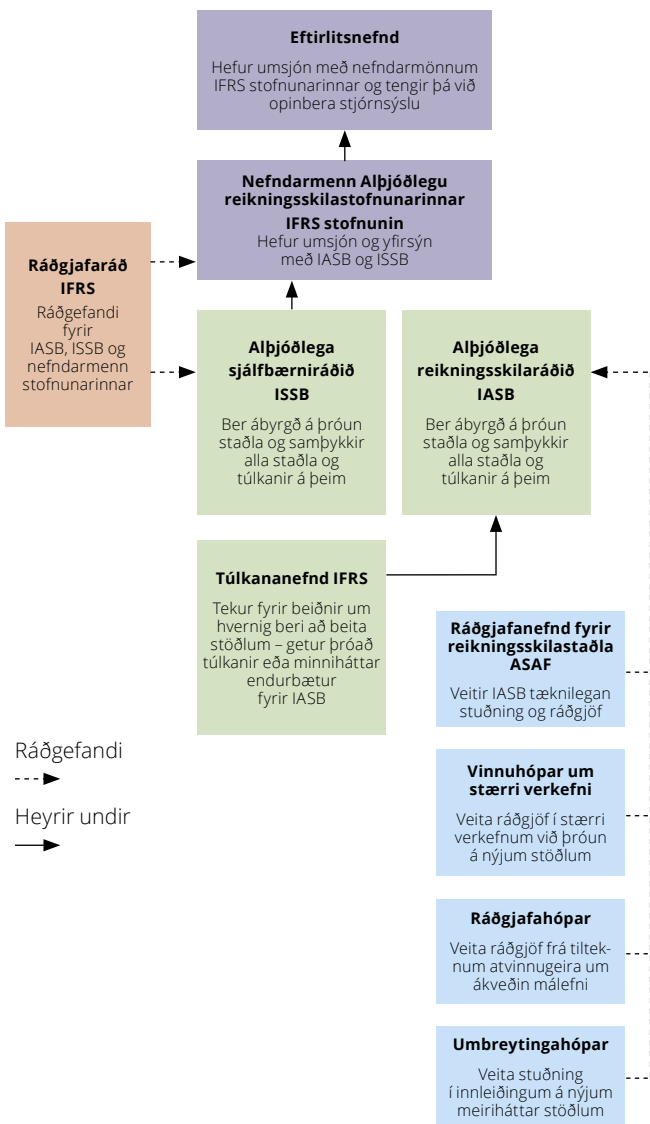 Eftirlitsnefnd
Hefur umsjón með nefndarmönnum
IFRS stofnunarinnar og tengir þá við
opinbera stjórnsýslu
Nefndarmenn Alþjóðlegu
reikningsskilastofnunarinnar
IFRS stofnunin
Hefur umsjón og yfirsýn
með IASB og ISSB
Ráðgjafaráð
IFRS
Ráðgefandi
fyrir
IASB, ISSB og
nefndarmenn
stofnunarinnar
Alþjóðlega
sjálfbærniráðið
ISSB
Ber ábyrgð á þróun
staðla og samþykkir
alla staðla og
túlkanir á þeim
Alþjóðlega
reikningsskilaráðið
IASB
Ber ábyrgð á þróun
staðla og samþykkir
alla staðla og
túlkanir á þeim
Túlkananefnd IFRS
Tekur fyrir beiðnir um
hvernig beri að beita
stöðlum – getur þróað
túlkanir eða minniháttar
endurbætur
fyrir IASB
Ráðgjafanefnd fyrir
reikningsskilastaðla
ASAF
Veitir IASB tæknilegan
stuðning og ráðgjöf
Vinnuhópar um
stærri verkefni
Veita ráðgjöf í stærri
verkefnum við þróun
á nýjum stöðlum
Ráðgjafahópar
Veita ráðgjöf frá tiltek-
num atvinnugeira um
ákveðin málefni
Umbreytingahópar
Veita stuðning
í innleiðingum á nýjum
meiriháttar stöðlum
Ráðgefandi
Heyrir undir